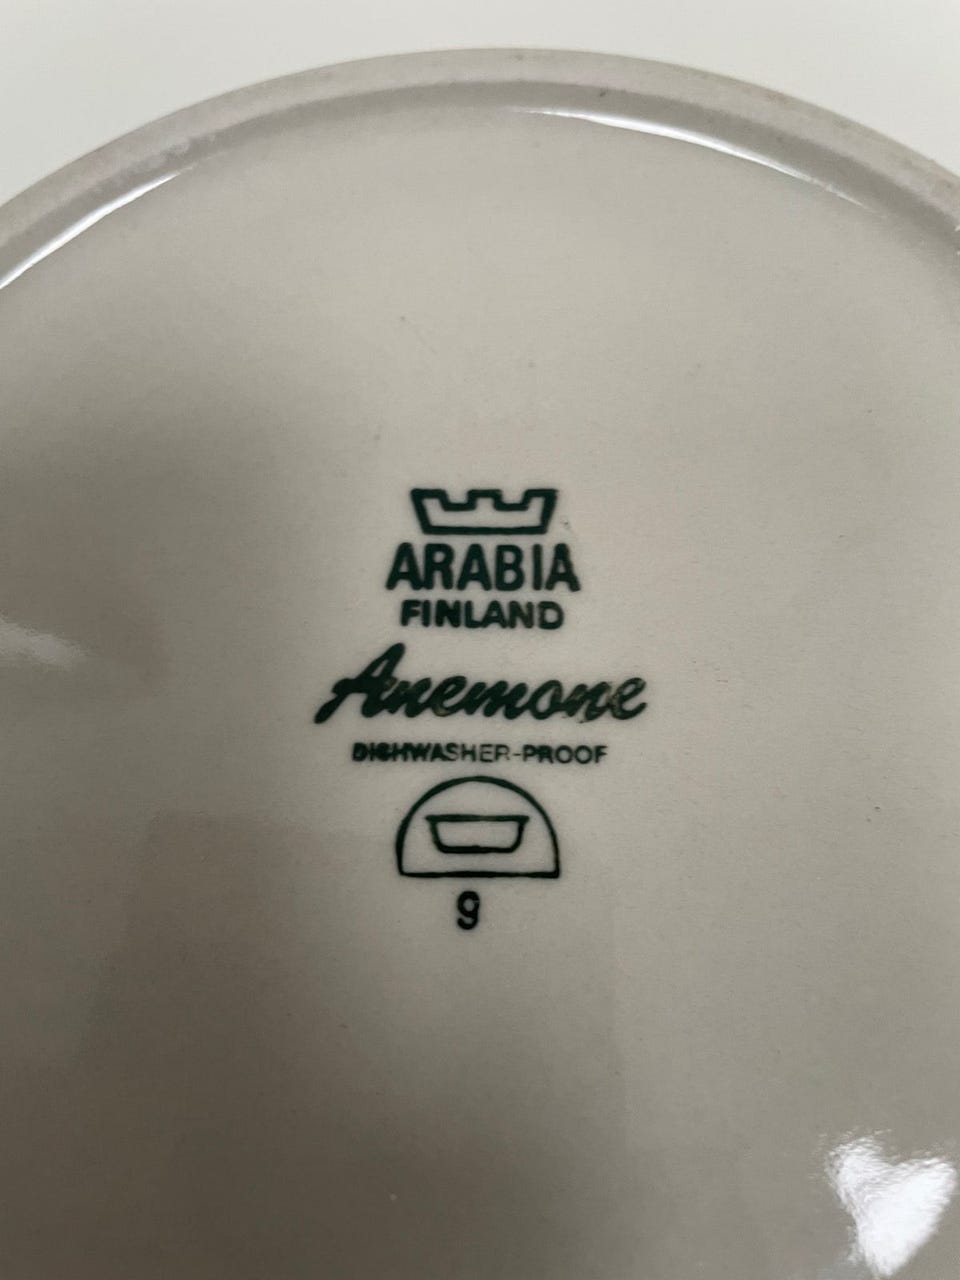 ARABIA
FINLAND
Anemone
DISHWASHER-PROOF
9